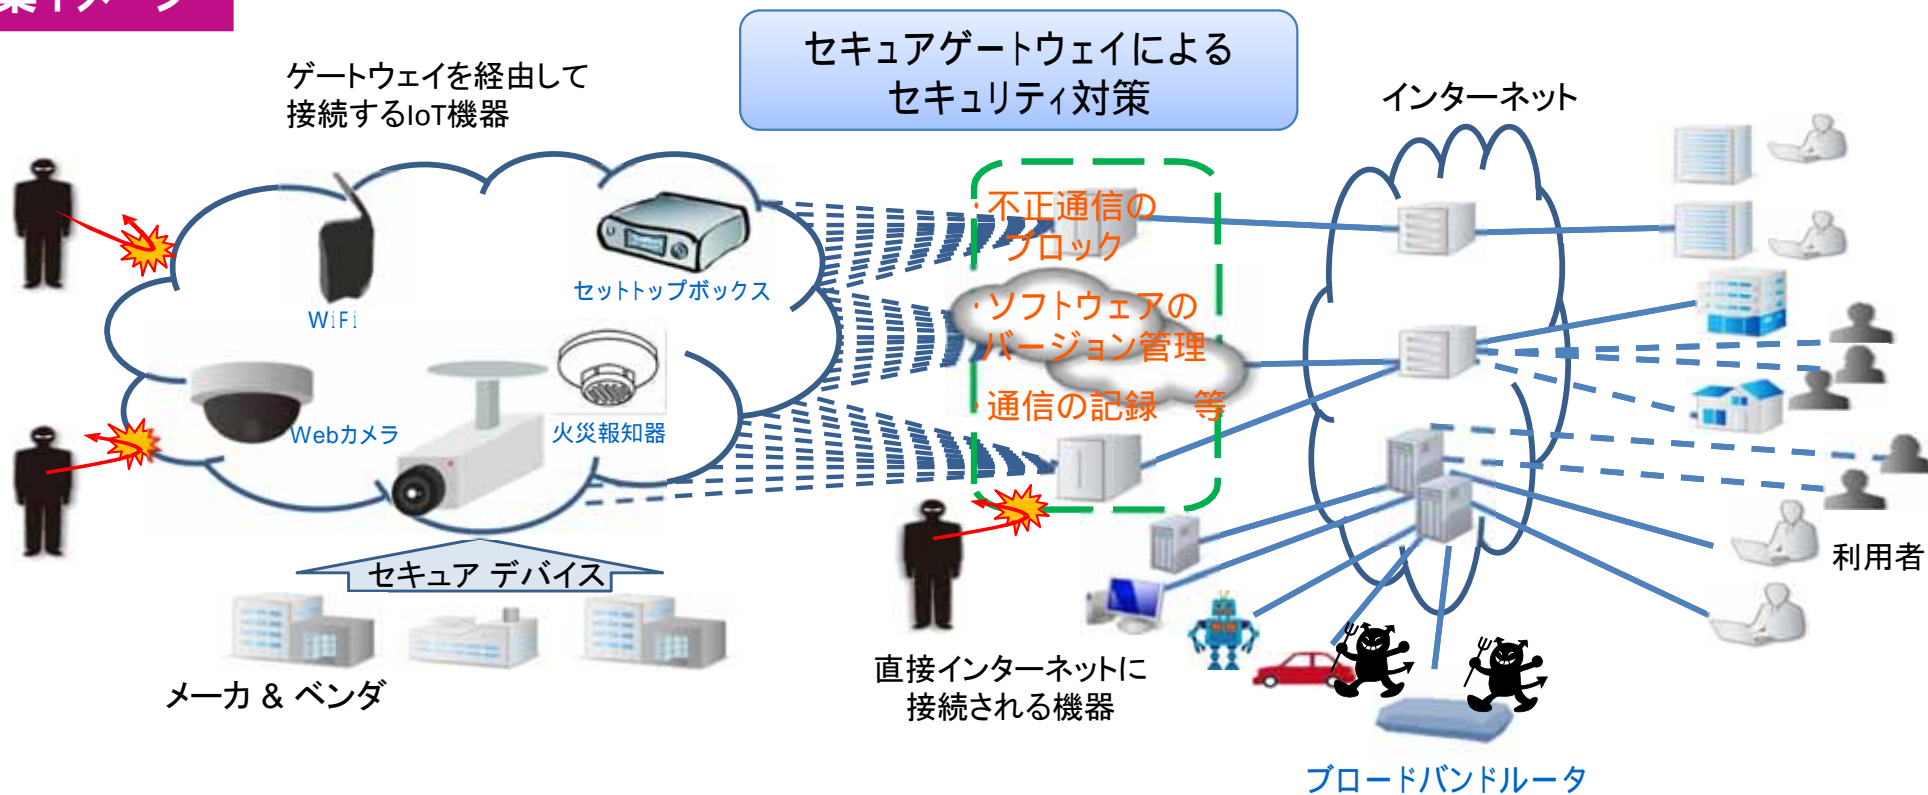 業イメージ
セキュアゲートウェイによる
セキュリティ対策
ゲートウェイを経由して
接続するIoT機器
インターネット
・不正通信の
ブロック
・ソフトウェアの
バージョン管理
・通信の記録　等
セットトップボックス
WiFi
Webカメラ
火災報知器
セキュア デバイス
メーカ & ベンダ
直接インターネットに
接続される機器
利用者
ブロードバンドルータ